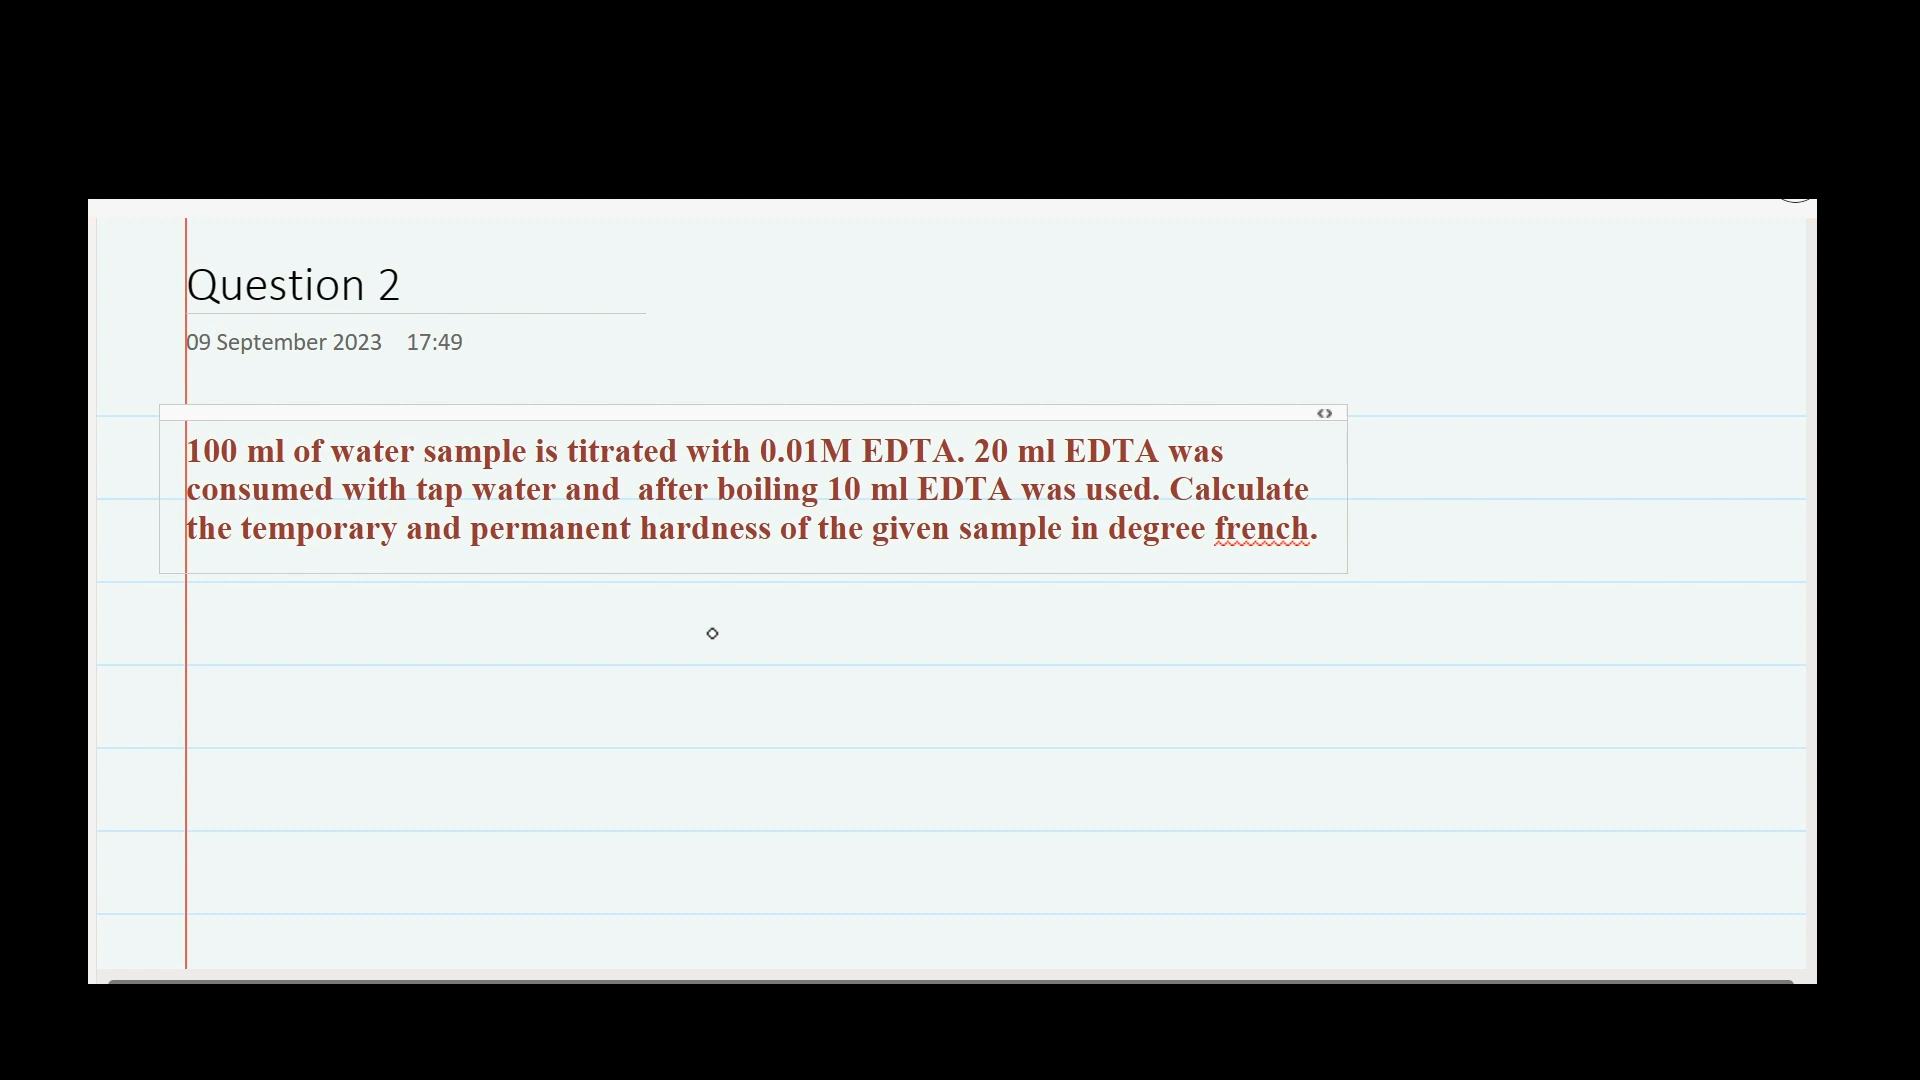 Question 2
09 September 2023 17:49
100 ml of water sample is titrated with 0.01M EDTA. 20 ml EDTA was
consumed with tap water and  after boiling 10 ml EDTA was used. Calculate
the temporary and permanent hardness of the given sample in degree french.